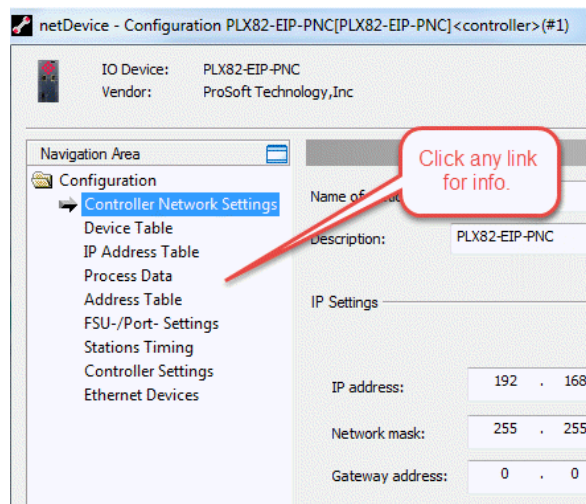 netDevice - Configuration PLX82-EIP-PNC[PLX82-EIP-PNC]<controller>(#1)
IO Device: PLX82-EIP-PNC
Vendor: ProSoft Technology,Inc
Navigation Area
Configuration
Controller Network Settings
Device Table
IP Address Table
Process Data
Address Table
FSU-/Port- Settings
Stations Timing
Controller Settings
Ethernet Devices
Click any link
for info.
Name of
Description: PLX82-EIP-PNC
IP Settings
IP address: 192 . 168
Network mask: 255 . 255
Gateway address: 0 . 0